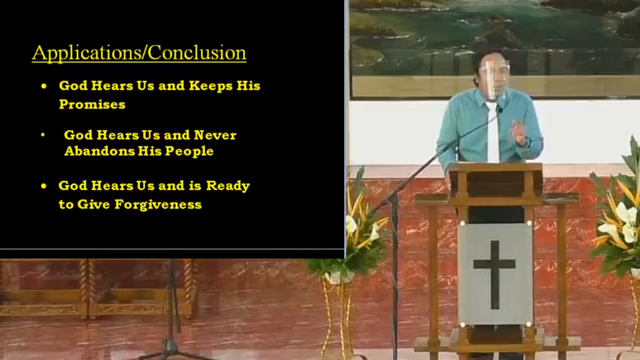 Applications/Conclusion
• God Hears Us and Keeps His
Promises
• God Hears Us and Never
Abandons His People
• God Hears Us and is Ready
to Give Forgiveness